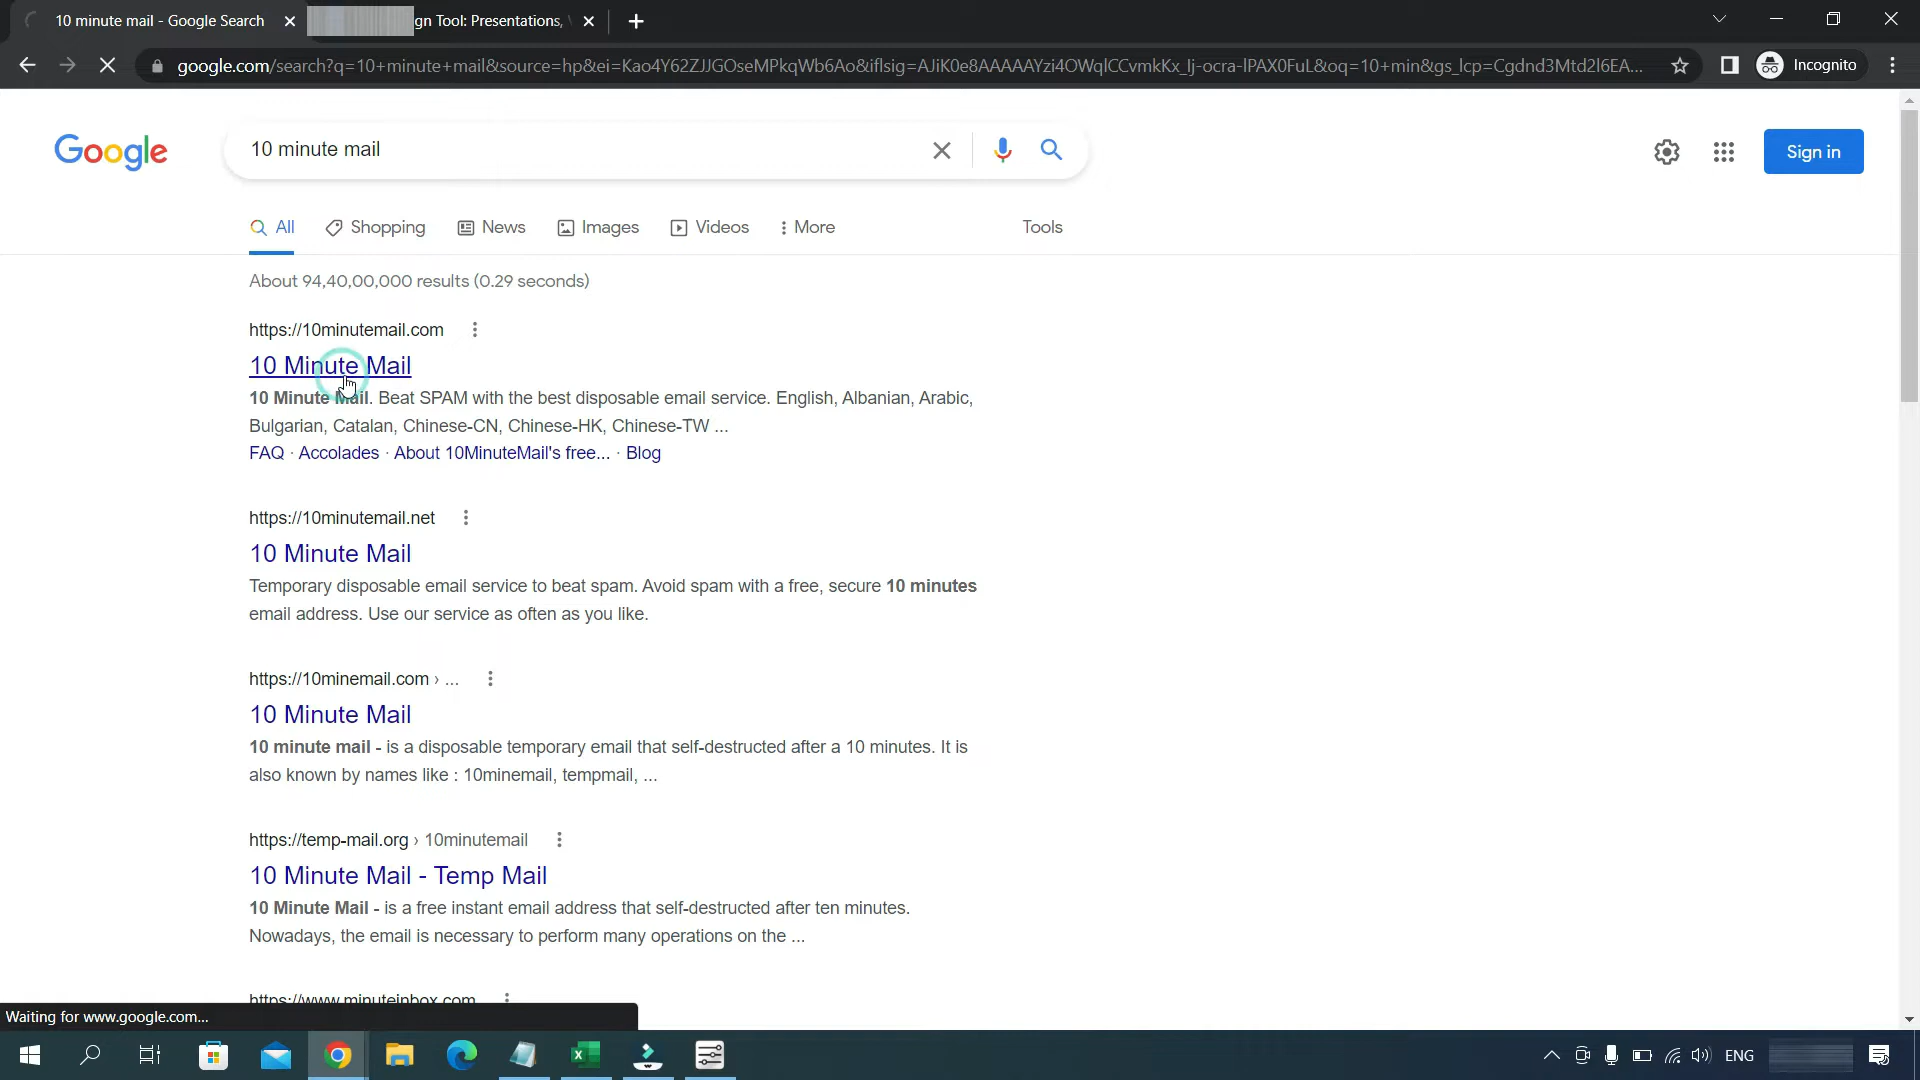 10 minute mail - Google Search
gn Tool: Presentations,
google.com/search?q=10+minute+mail&source=hp&ei=Kao4Y62ZJJGOseMPkqWb6Ao&iflsig=AJiK0e8AAAAAYzi4OWqlCCvmkKx_lj-ocra-lPAX0FuL&oq=10+min&gs_lcp=Cgdnd3Mtd2l6EA...
Incognito
Google
10 minute mail
Sign in
All
Shopping
News
Images
Videos
More
Tools
About 94,40,00,000 results (0.29 seconds)
https://10minutemail.com
10 Minute Mail
10 Minute Mail. Beat SPAM with the best disposable email service. English, Albanian, Arabic,
Bulgarian, Catalan, Chinese-CN, Chinese-HK, Chinese-TW ...
FAQ · Accolades · About 10MinuteMail's free... · Blog
https://10minutemail.net
10 Minute Mail
Temporary disposable email service to beat spam. Avoid spam with a free, secure 10 minutes
email address. Use our service as often as you like.
https://10minemail.com › ...
10 Minute Mail
10 minute mail - is a disposable temporary email that self-destructed after a 10 minutes. It is
also known by names like : 10minemail, tempmail, ...
https://temp-mail.org › 10minutemail
10 Minute Mail - Temp Mail
10 Minute Mail - is a free instant email address that self-destructed after ten minutes.
Nowadays, the email is necessary to perform many operations on the ...
https://www.minuteinbox.com
Waiting for www.google.com...
ENG